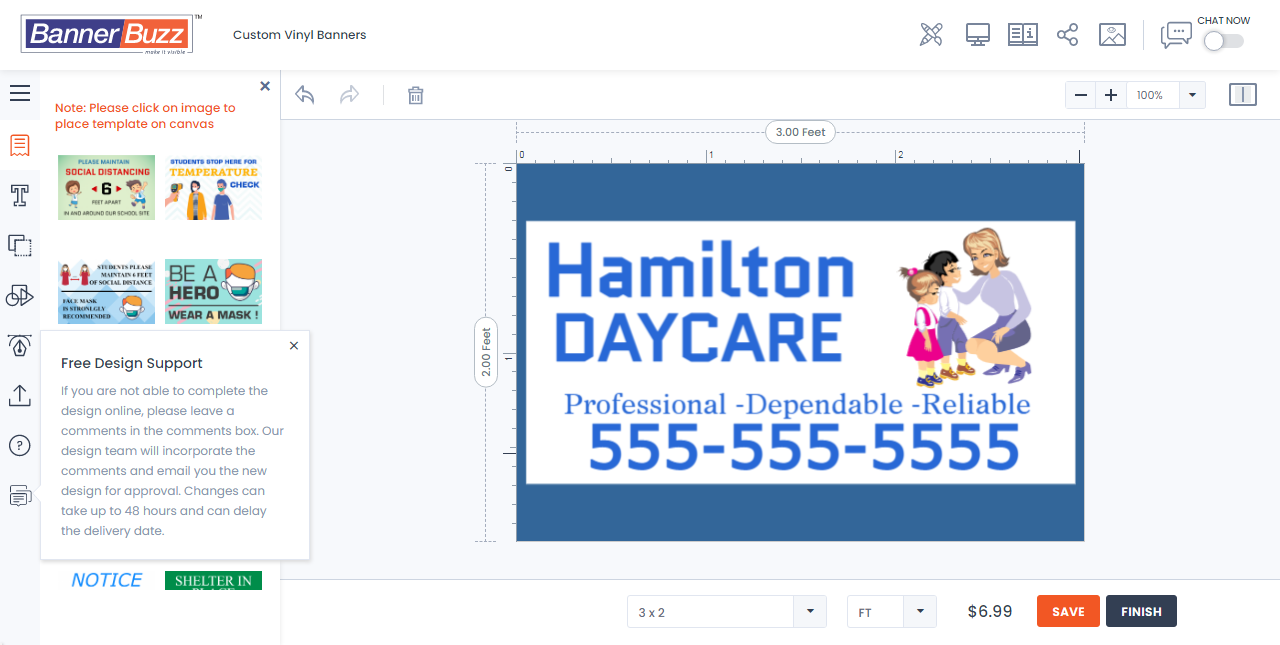 BannerBuzz™
make it visible
Custom Vinyl Banners
CHAT NOW
Note: Please click on image to
place template on canvas
100%
PLEASE MAINTAIN
SOCIAL DISTANCING
6
FEET APART
IN AND AROUND OUR SCHOOL SITE
STUDENTS STOP HERE FOR
TEMPERATURE
CHECK
STUDENTS PLEASE
MAINTAIN 6 FEET
OF SOCIAL DISTANCE
FACE MASK
IS STRONLGLY
RECOMMENDED
BE A
HERO
WEAR A MASK !
Free Design Support
If you are not able to complete the
design online, please leave a
comments in the comments box. Our
design team will incorporate the
comments and email you the new
design for approval. Changes can
take up to 48 hours and can delay
the delivery date.
NOTICE
SHELTER IN
PLACE
3.00 Feet
0 1 2
0
2.00 Feet
1
Hamilton
DAYCARE
Professional -Dependable -Reliable
555-555-5555
3 x 2
FT
$6.99
SAVE
FINISH